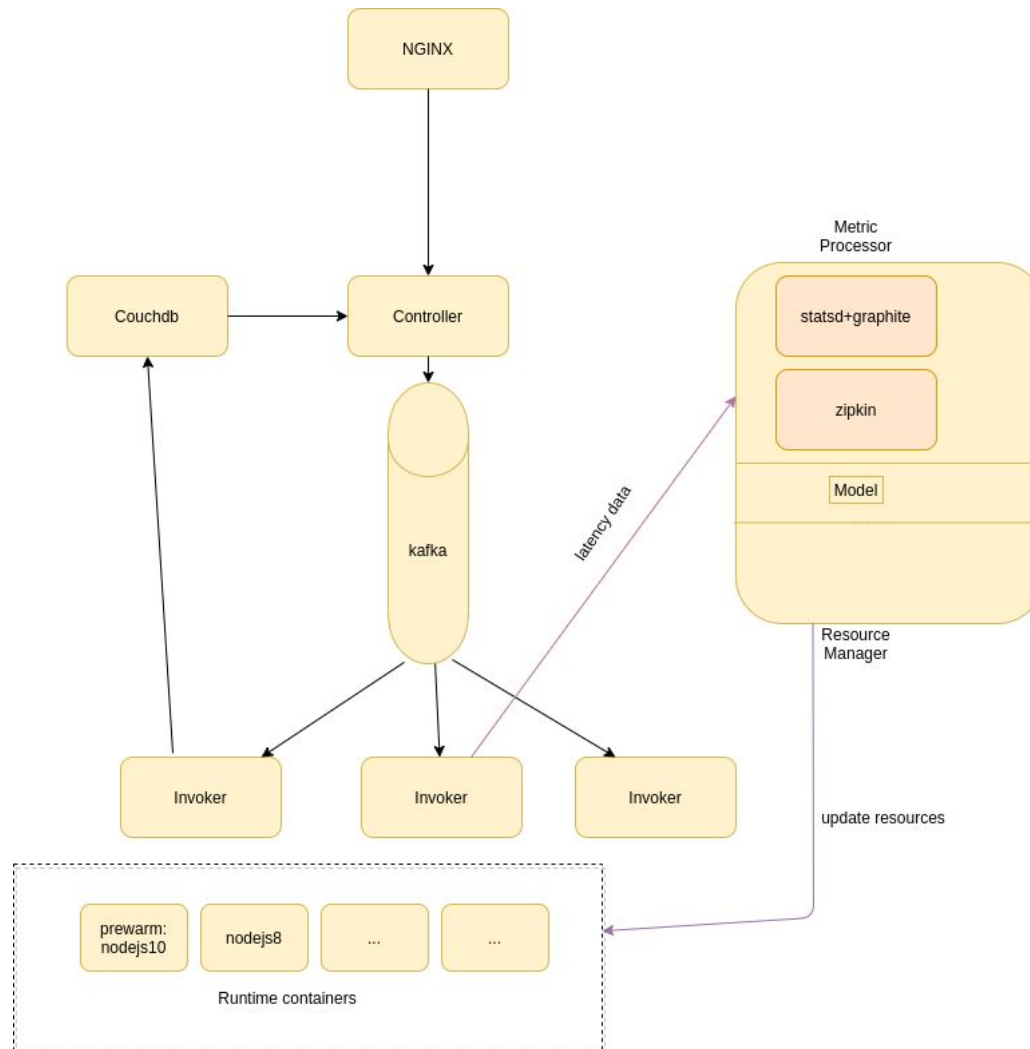 NGINX
Metric
Processor
Couchdb
Controller
statsd+graphite
zipkin
Model
latency data
kafka
Resource
Manager
Invoker
Invoker
Invoker
update resources
prewarm:
nodejs10
nodejs8
...
...
Runtime containers